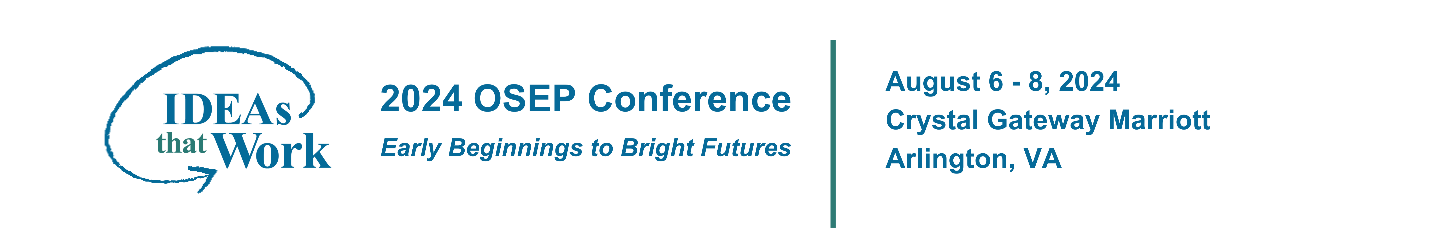 IDEAs
that Work
2024 OSEP Conference
Early Beginnings to Bright Futures
August 6 - 8, 2024
Crystal Gateway Marriott
Arlington, VA